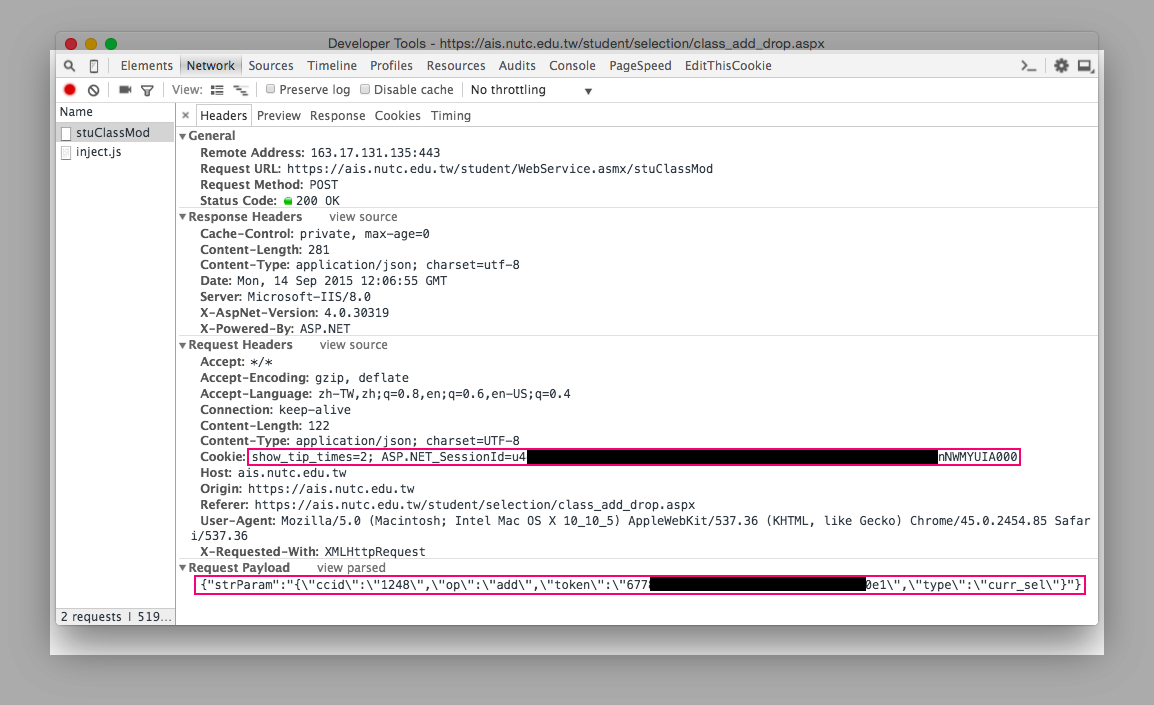 Developer Tools - https://ais.nutc.edu.tw/student/selection/class_add_drop.aspx
Elements Network Sources Timeline Profiles Resources Audits Console PageSpeed EditThisCookie
View: Preserve log Disable cache No throttling
Name
× Headers Preview Response Cookies Timing
stuClassMod
inject.js
General
Remote Address: 163.17.131.135:443
Request URL: https://ais.nutc.edu.tw/student/WebService.asmx/stuClassMod
Request Method: POST
Status Code: 200 OK
Response Headers view source
Cache-Control: private, max-age=0
Content-Length: 281
Content-Type: application/json; charset=utf-8
Date: Mon, 14 Sep 2015 12:06:55 GMT
Server: Microsoft-IIS/8.0
X-AspNet-Version: 4.0.30319
X-Powered-By: ASP.NET
Request Headers view source
Accept: */*
Accept-Encoding: gzip, deflate
Accept-Language: zh-TW,zh;q=0.8,en;q=0.6,en-US;q=0.4
Connection: keep-alive
Content-Length: 122
Content-Type: application/json; charset=UTF-8
Cookie: show_tip_times=2; ASP.NET_SessionId=u4 nNWMYUIA000
Host: ais.nutc.edu.tw
Origin: https://ais.nutc.edu.tw
Referer: https://ais.nutc.edu.tw/student/selection/class_add_drop.aspx
User-Agent: Mozilla/5.0 (Macintosh; Intel Mac OS X 10_10_5) AppleWebKit/537.36 (KHTML, like Gecko) Chrome/45.0.2454.85 Safar
i/537.36
X-Requested-With: XMLHttpRequest
Request Payload view parsed
{"strParam":"{\"ccid\":\"1248\",\"op\":\"add\",\"token\":\"677 0e1\",\"type\":\"curr_sel\"}"}
2 requests | 519...